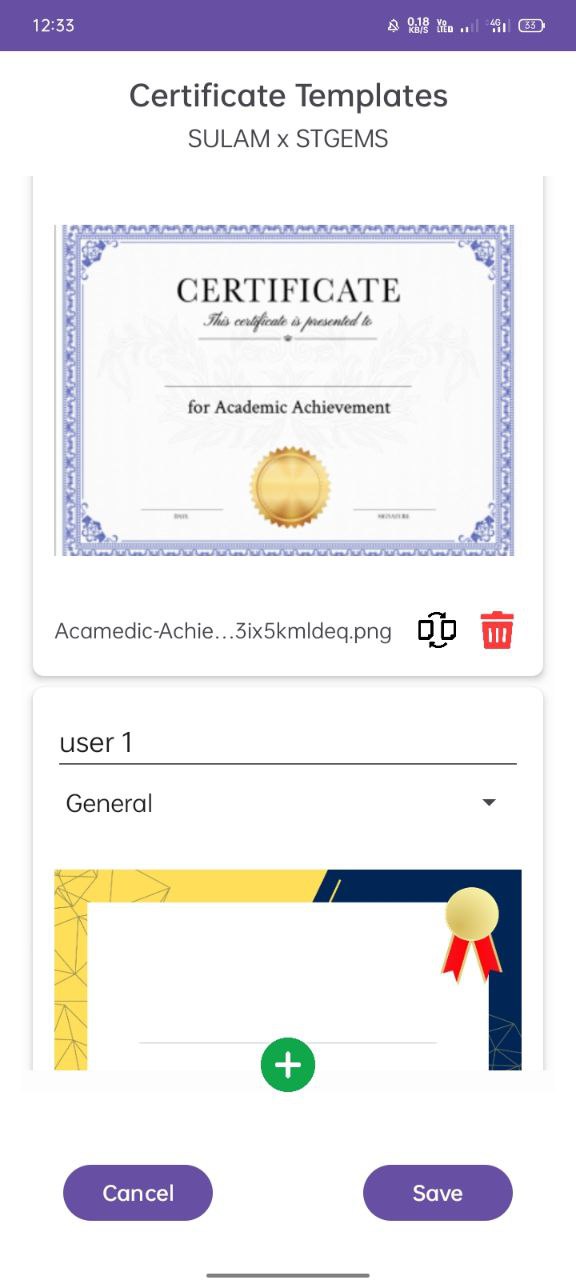 12:33
0.18
KB/S
Vo
LTE
4G
33
Certificate Templates
SULAM x STGEMS
CERTIFICATE
This certificate is presented to
for Academic Achievement
DATE
SIGNATURE
Acamedic-Achie...3ix5kmldeq.png
user 1
General
Cancel
Save